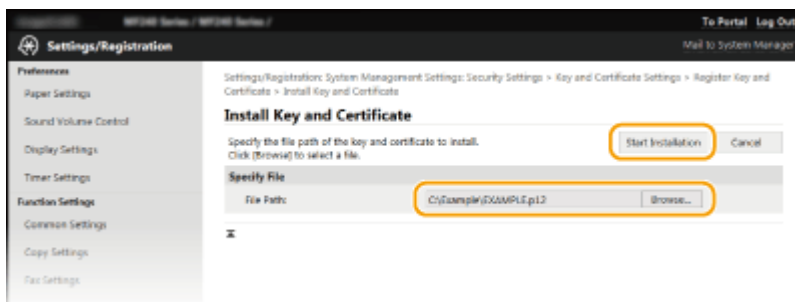 MF240 Series / MF240 Series /
To Portal Log Out
Settings/Registration
Mail to System Manager
Preferences
Paper Settings
Sound Volume Control
Display Settings
Timer Settings
Function Settings
Common Settings
Copy Settings
Fax Settings
Settings/Registration: System Management Settings: Security Settings > Key and Certificate Settings > Register Key and
Certificate > Install Key and Certificate
Install Key and Certificate
Specify the file path of the key and certificate to install.
Click [Browse] to select a file.
Start Installation
Cancel
Specify File
File Path:
C:\Example\EXAMPLE.p12
Browse...